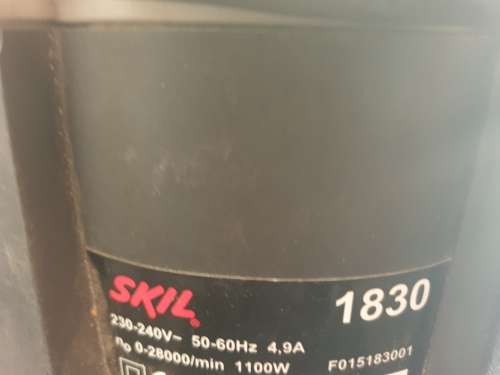 SKIL 1830
230-240V~ 50-60Hz 4,9A
n₀ 0-28000/min 1100W F015183001